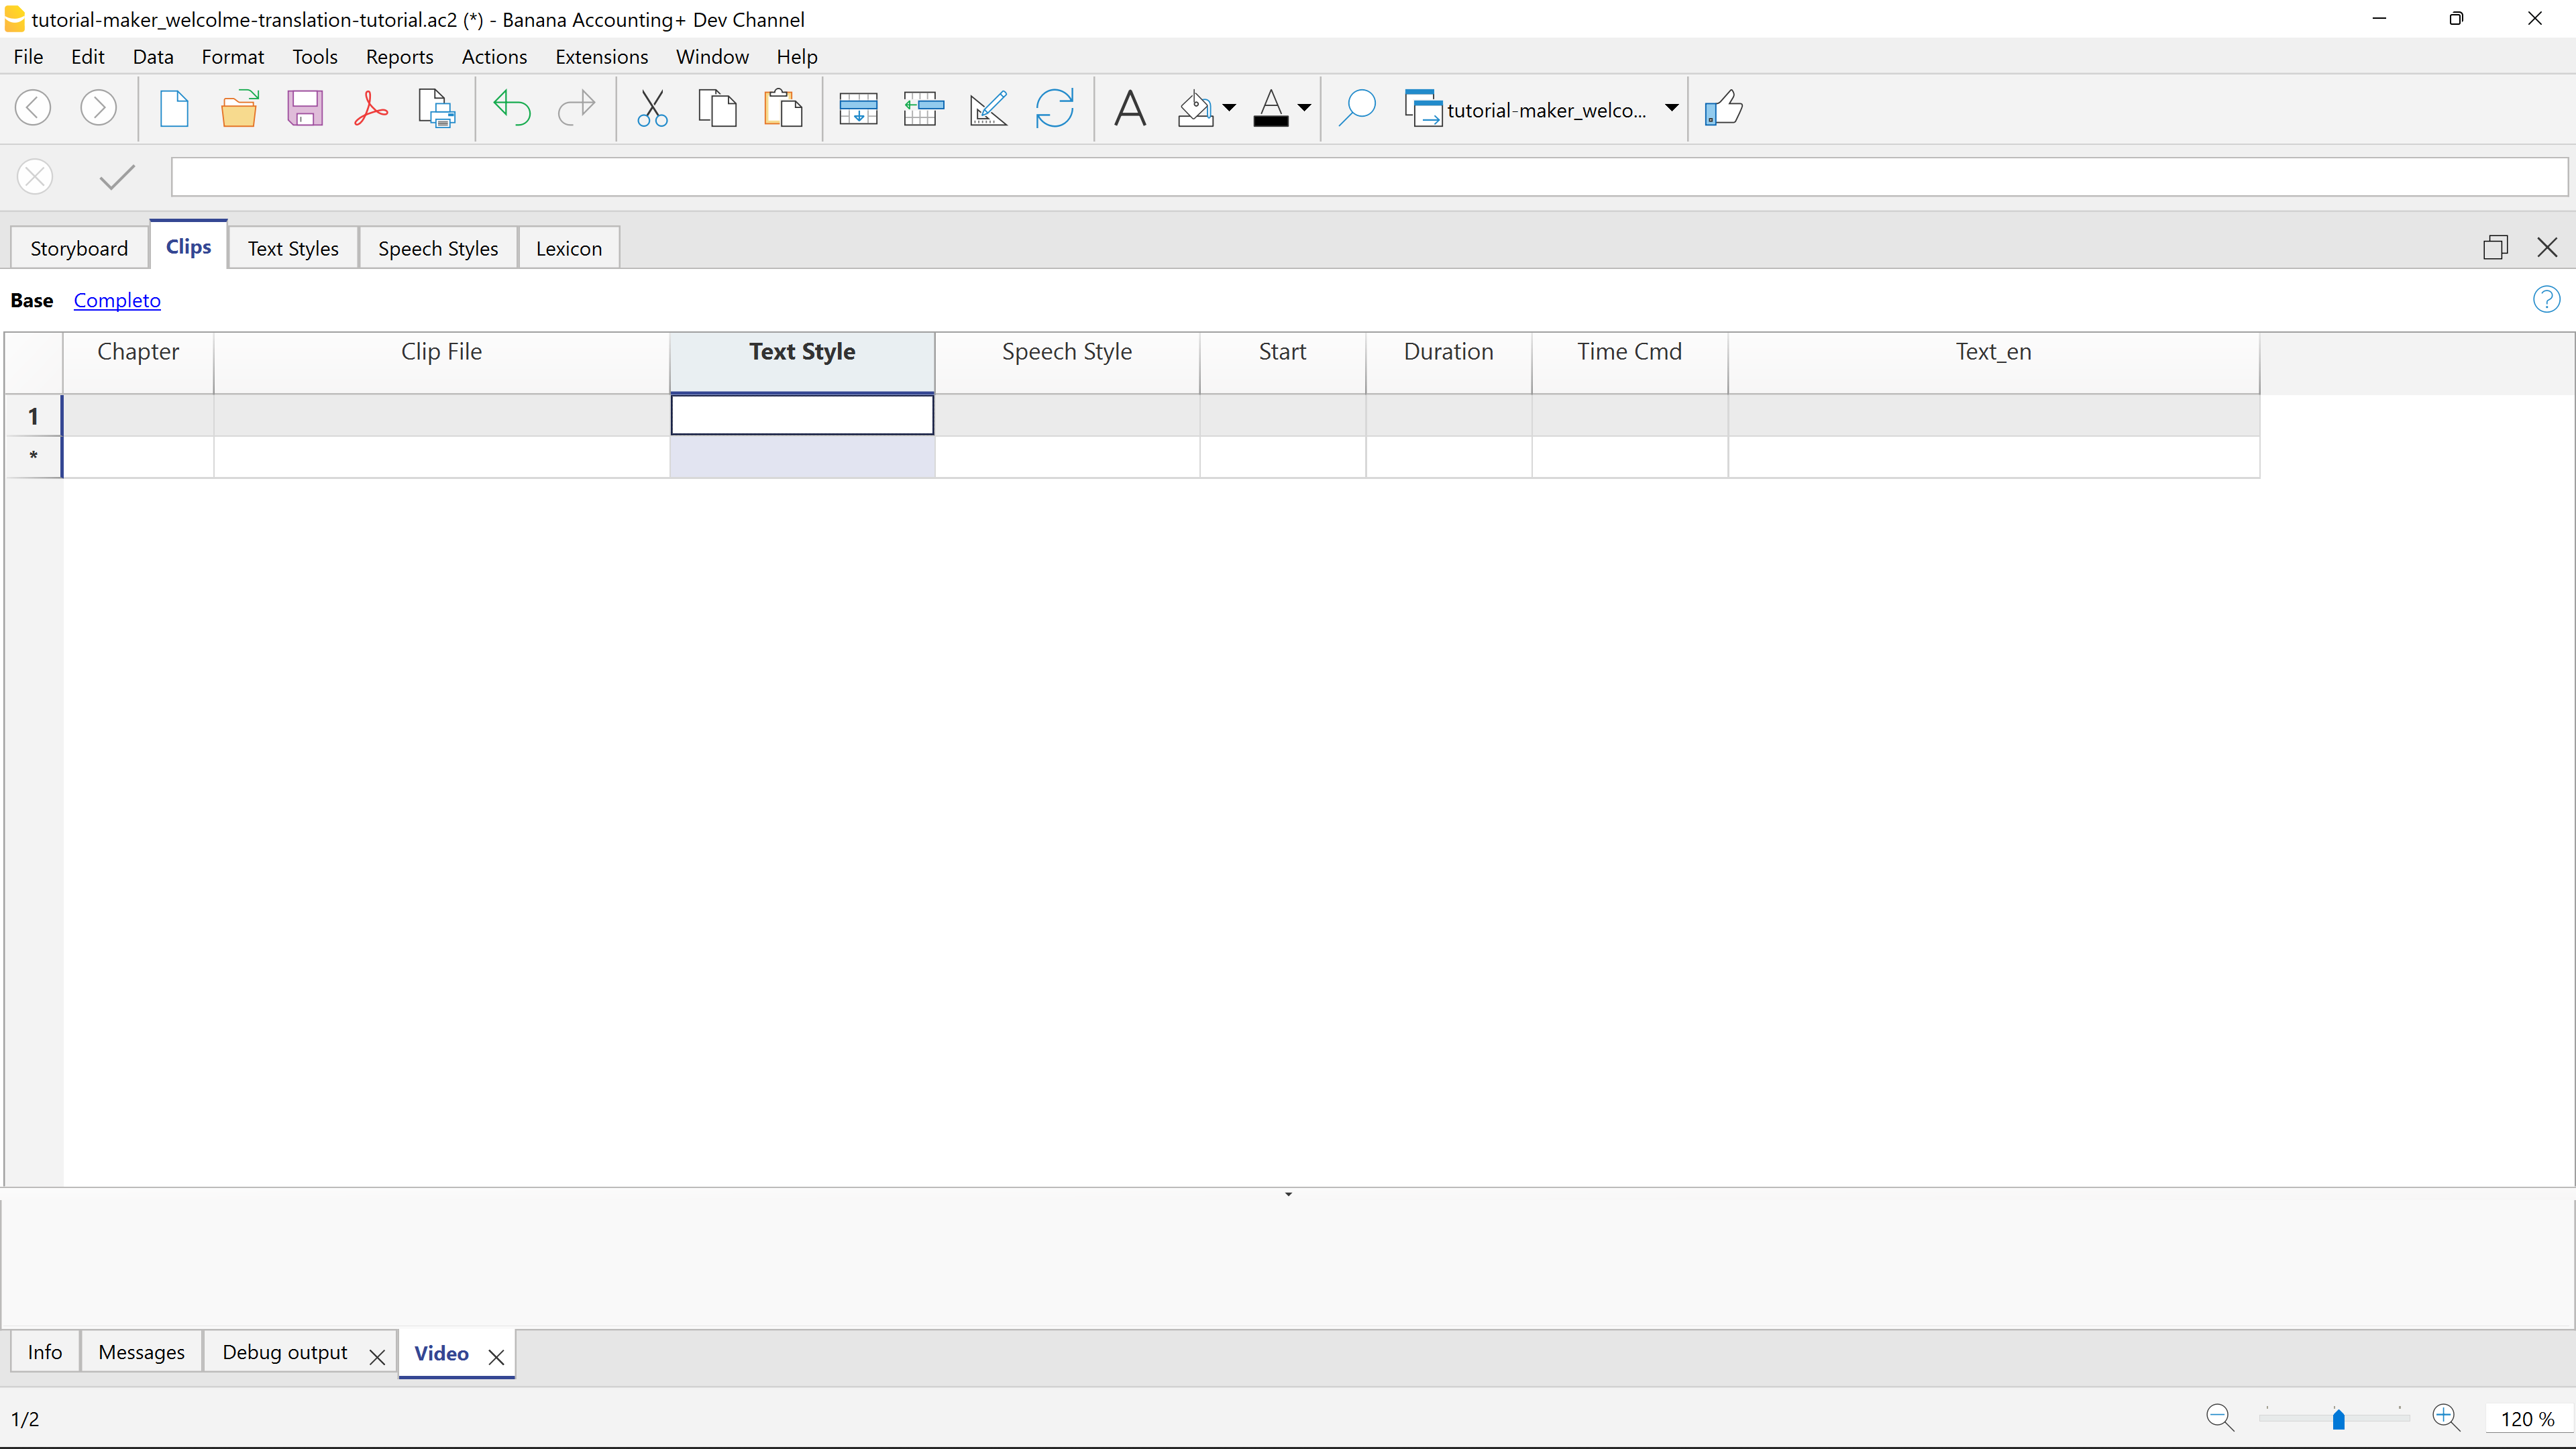 tutorial-maker_welcolme-translation-tutorial.ac2 (*) - Banana Accounting+ Dev Channel
File Edit Data Format Tools Reports Actions Extensions Window Help
tutorial-maker_welco...
Storyboard Clips Text Styles Speech Styles Lexicon
Base Completo
Chapter Clip File Text Style Speech Style Start Duration Time Cmd Text_en
1
*
Info Messages Debug output Video
1/2 120 %